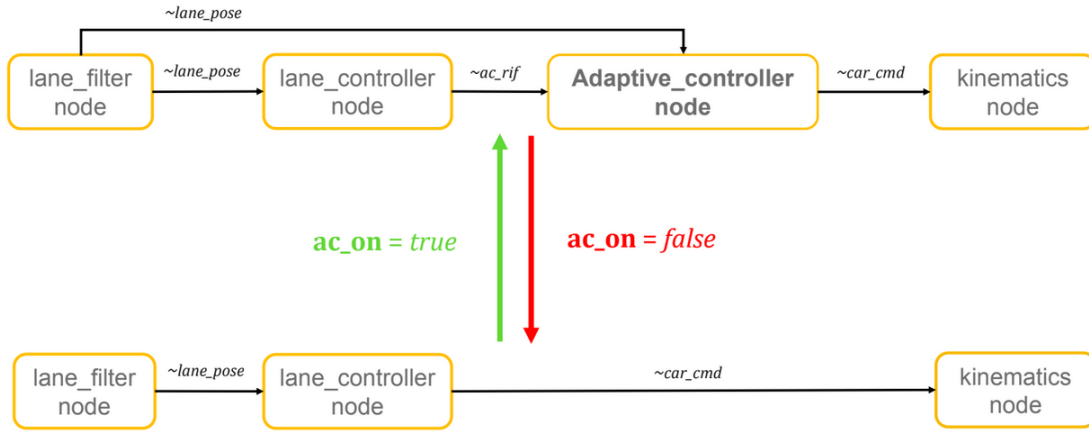 ~lane_pose
lane_filter
node
~lane_pose
lane_controller
node
~ac_rif
Adaptive_controller
node
~car_cmd
kinematics
node
ac_on = true
ac_on = false
lane_filter
node
~lane_pose
lane_controller
node
~car_cmd
kinematics
node